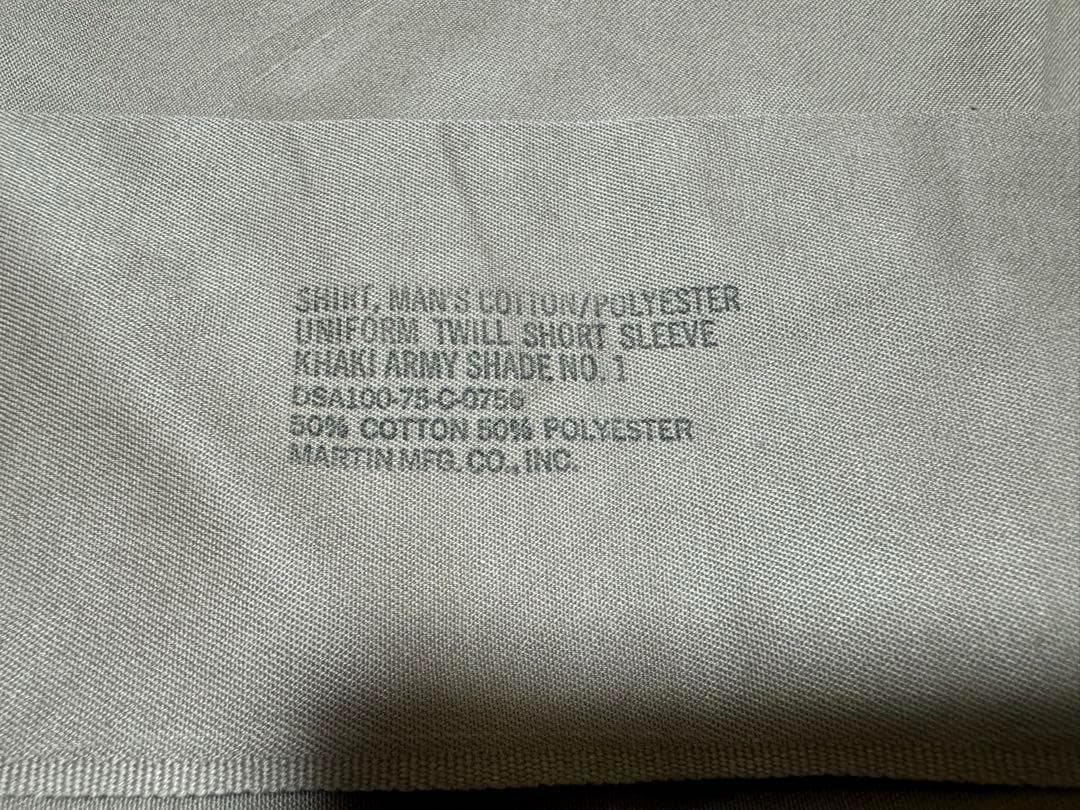 SHIRT, MAN'S COTTON/POLYESTER
UNIFORM TWILL SHORT SLEEVE
KHAKI ARMY SHADE NO. 1
DSA100-75-C-0756
50% COTTON 50% POLYESTER
MARTIN MFG. CO., INC.